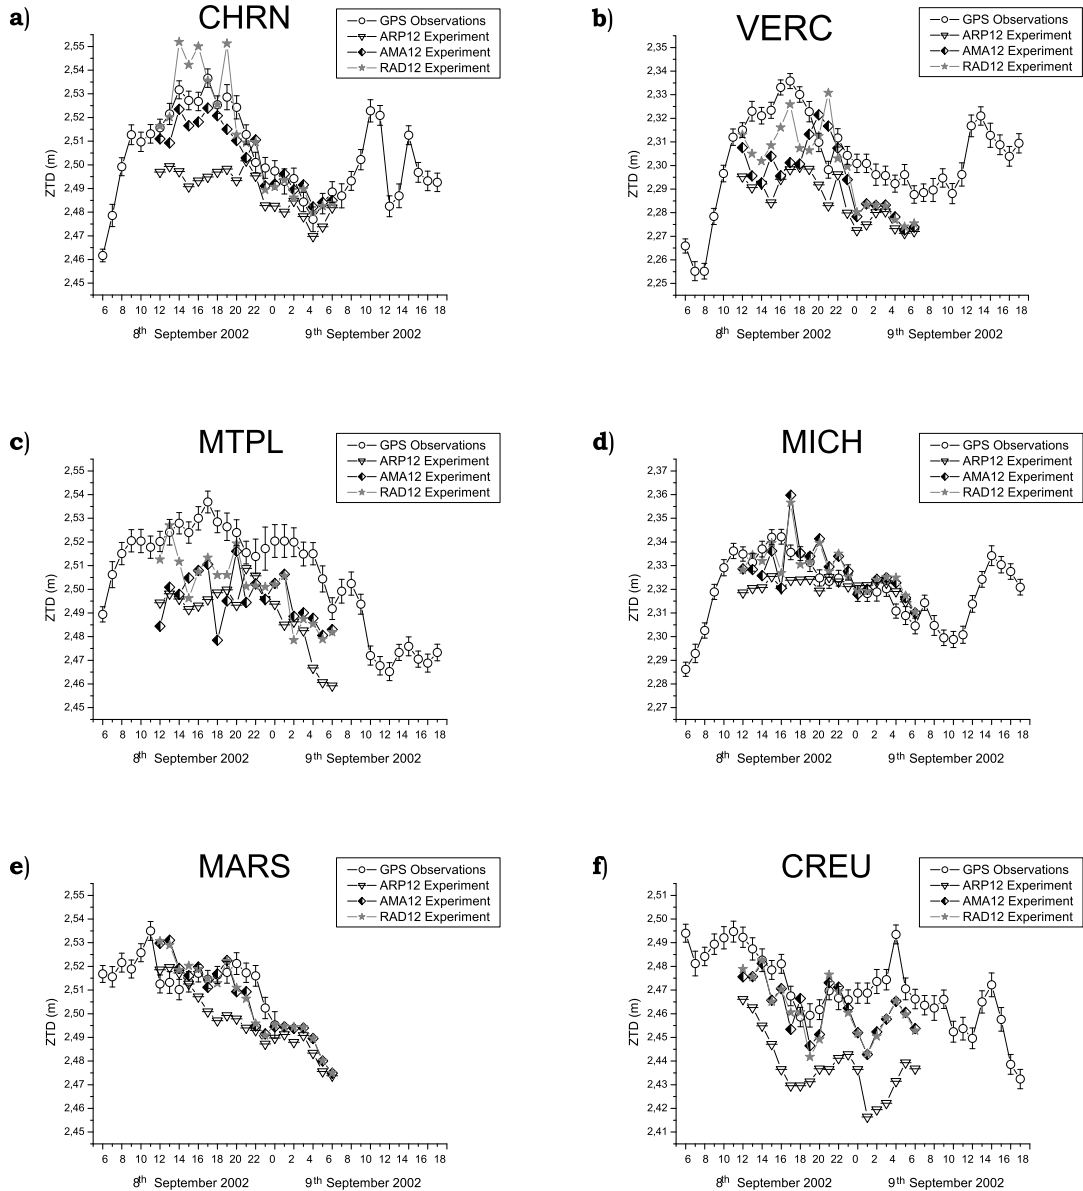 a)
CHRN
GPS Observations
ARP12 Experiment
AMA12 Experiment
RAD12 Experiment
2,55
2,54
2,53
2,52
2,51
2,50
2,49
2,48
2,47
2,46
2,45
ZTD (m)
6 8 10 12 14 16 18 20 22 0 2 4 6 8 10 12 14 16 18
8th September 2002 9th September 2002
b)
VERC
GPS Observations
ARP12 Experiment
AMA12 Experiment
RAD12 Experiment
2,35
2,34
2,33
2,32
2,31
2,30
2,29
2,28
2,27
2,26
2,25
ZTD (m)
6 8 10 12 14 16 18 20 22 0 2 4 6 8 10 12 14 16 18
8th September 2002 9th September 2002
c)
MTPL
GPS Observations
ARP12 Experiment
AMA12 Experiment
RAD12 Experiment
2,55
2,54
2,53
2,52
2,51
2,50
2,49
2,48
2,47
2,46
2,45
ZTD (m)
6 8 10 12 14 16 18 20 22 0 2 4 6 8 10 12 14 16 18
8th September 2002 9th September 2002
d)
MICH
GPS Observations
ARP12 Experiment
AMA12 Experiment
RAD12 Experiment
2,37
2,36
2,35
2,34
2,33
2,32
2,31
2,30
2,29
2,28
2,27
ZTD (m)
6 8 10 12 14 16 18 20 22 0 2 4 6 8 10 12 14 16 18
8th September 2002 9th September 2002
e)
MARS
GPS Observations
ARP12 Experiment
AMA12 Experiment
RAD12 Experiment
2,55
2,54
2,53
2,52
2,51
2,50
2,49
2,48
2,47
2,46
2,45
ZTD (m)
6 8 10 12 14 16 18 20 22 0 2 4 6 8 10 12 14 16 18
8th September 2002 9th September 2002
f)
CREU
GPS Observations
ARP12 Experiment
AMA12 Experiment
RAD12 Experiment
2,51
2,50
2,49
2,48
2,47
2,46
2,45
2,44
2,43
2,42
2,41
ZTD (m)
6 8 10 12 14 16 18 20 22 0 2 4 6 8 10 12 14 16 18
8th September 2002 9th September 2002